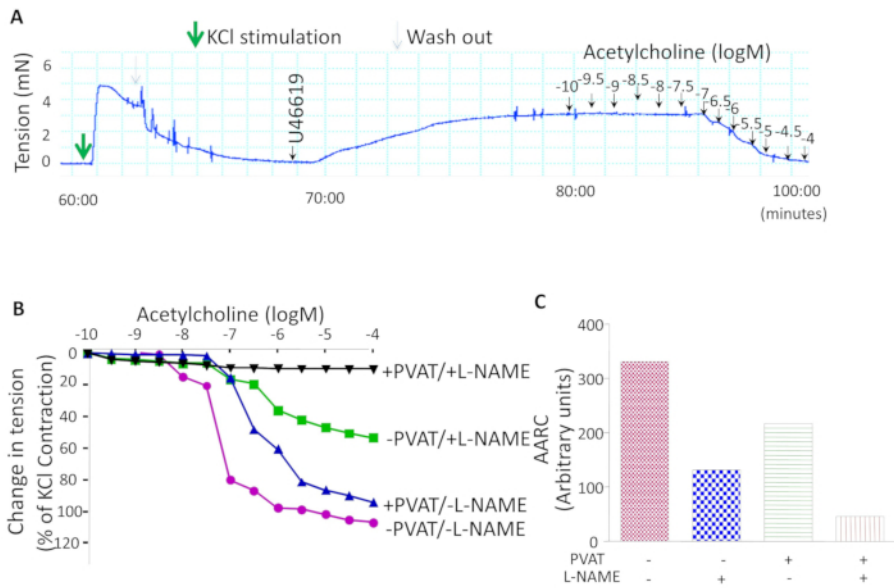 A
KCl stimulation
Wash out
Acetylcholine (logM)
Tension (mN)
6
4
2
0
U46619
-10
-9.5
-9
-8.5
-8
-7.5
-7
-6.5
-6
-5.5
-5
-4.5
-4
60:00
70:00
80:00
100:00
(minutes)
B
Acetylcholine (logM)
-10
-9
-8
-7
-6
-5
-4
Change in tension
(% of KCl Contraction)
0
20
40
60
80
100
120
+PVAT/+L-NAME
-PVAT/+L-NAME
+PVAT/-L-NAME
-PVAT/-L-NAME
C
AARC
(Arbitrary units)
400
300
200
100
0
PVAT - - + +
L-NAME - + - +